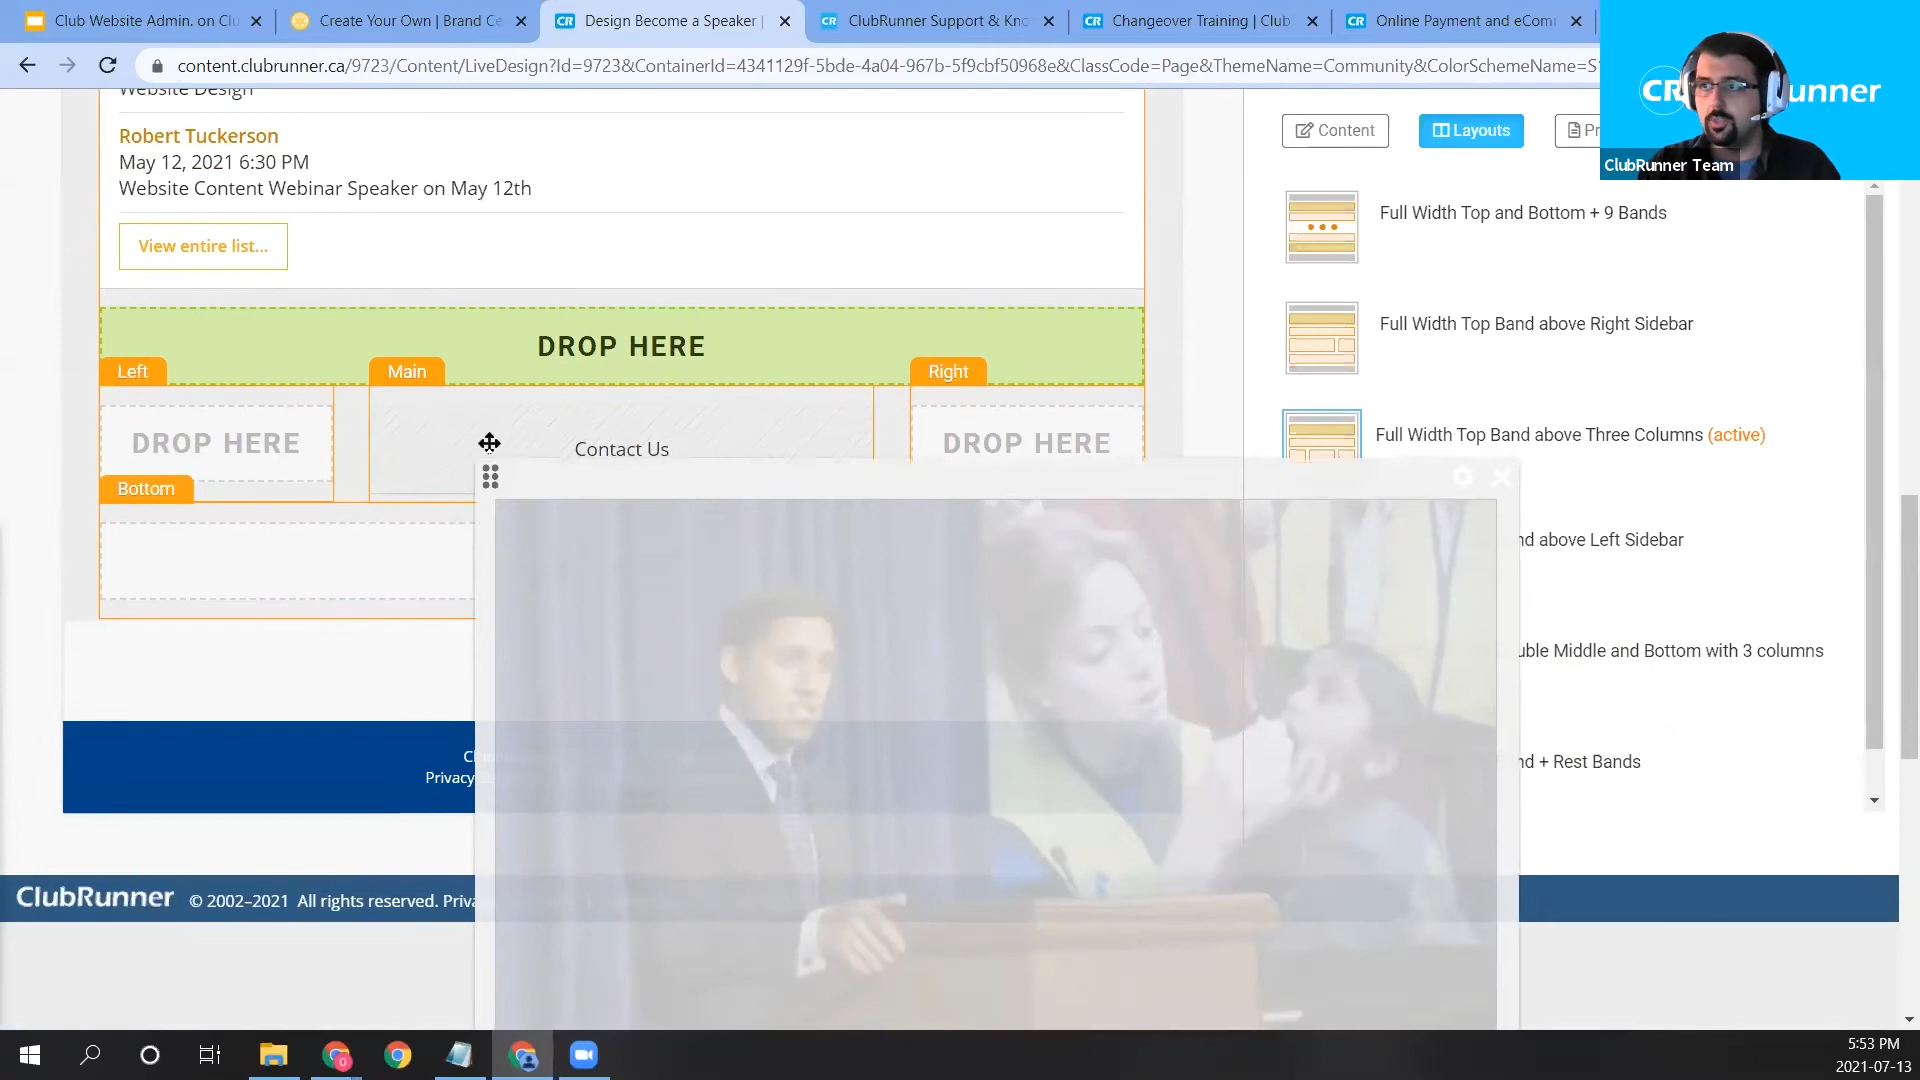 Club Website Admin. on Clu
Create Your Own | Brand Ce
Design Become a Speaker |
ClubRunner Support & Kno
Changeover Training | Club
Online Payment and eCom
content.clubrunner.ca/9723/Content/LiveDesign?Id=9723&ContainerId=4341129f-5bde-4a04-967b-5f9cbf50968e&ClassCode=Page&ThemeName=Community&ColorSchemeName=S
CR
unner
ClubRunner Team
Website Design
Robert Tuckerson
May 12, 2021 6:30 PM
Website Content Webinar Speaker on May 12th
View entire list...
DROP HERE
Left
Main
Right
DROP HERE
Contact Us
DROP HERE
Bottom
Content
Layouts
Pr
Full Width Top and Bottom + 9 Bands
Full Width Top Band above Right Sidebar
Full Width Top Band above Three Columns (active)
nd above Left Sidebar
uble Middle and Bottom with 3 columns
nd + Rest Bands
Privacy
ClubRunner
© 2002–2021 All rights reserved. Priva
5:53 PM
2021-07-13